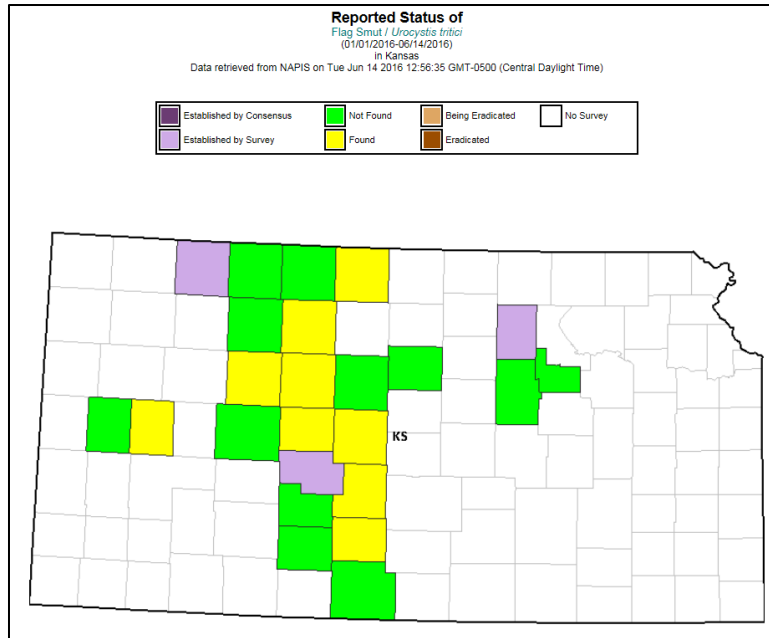 Reported Status of
Flag Smut / Urocystis tritici
(01/01/2016-06/14/2016)
in Kansas
Data retrieved from NAPIS on Tue Jun 14 2016 12:56:35 GMT-0500 (Central Daylight Time)
Established by Consensus Not Found Being Eradicated No Survey
Established by Survey Found Eradicated
KS